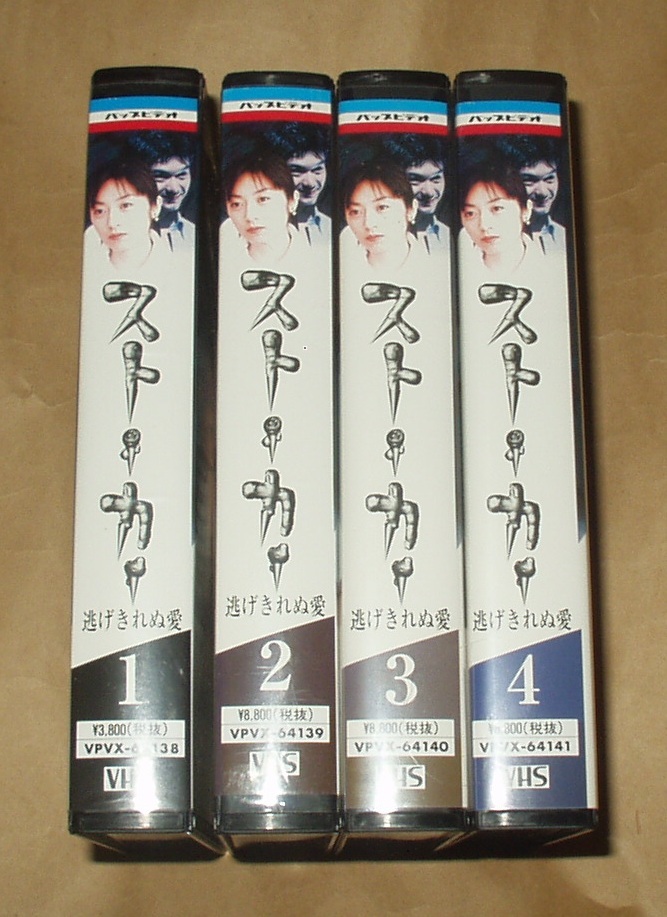 バップビデオ
ストーカー
逃げきれぬ愛
1
¥3,800(税抜)
VHS
バップビデオ
ストーカー
逃げきれぬ愛
2
¥8,800(税抜)
VPVX-64139
VHS
バップビデオ
ストーカー
逃げきれぬ愛
3
¥8,800(税抜)
VPVX-64140
VHS
バップビデオ
ストーカー
逃げきれぬ愛
4
VHS